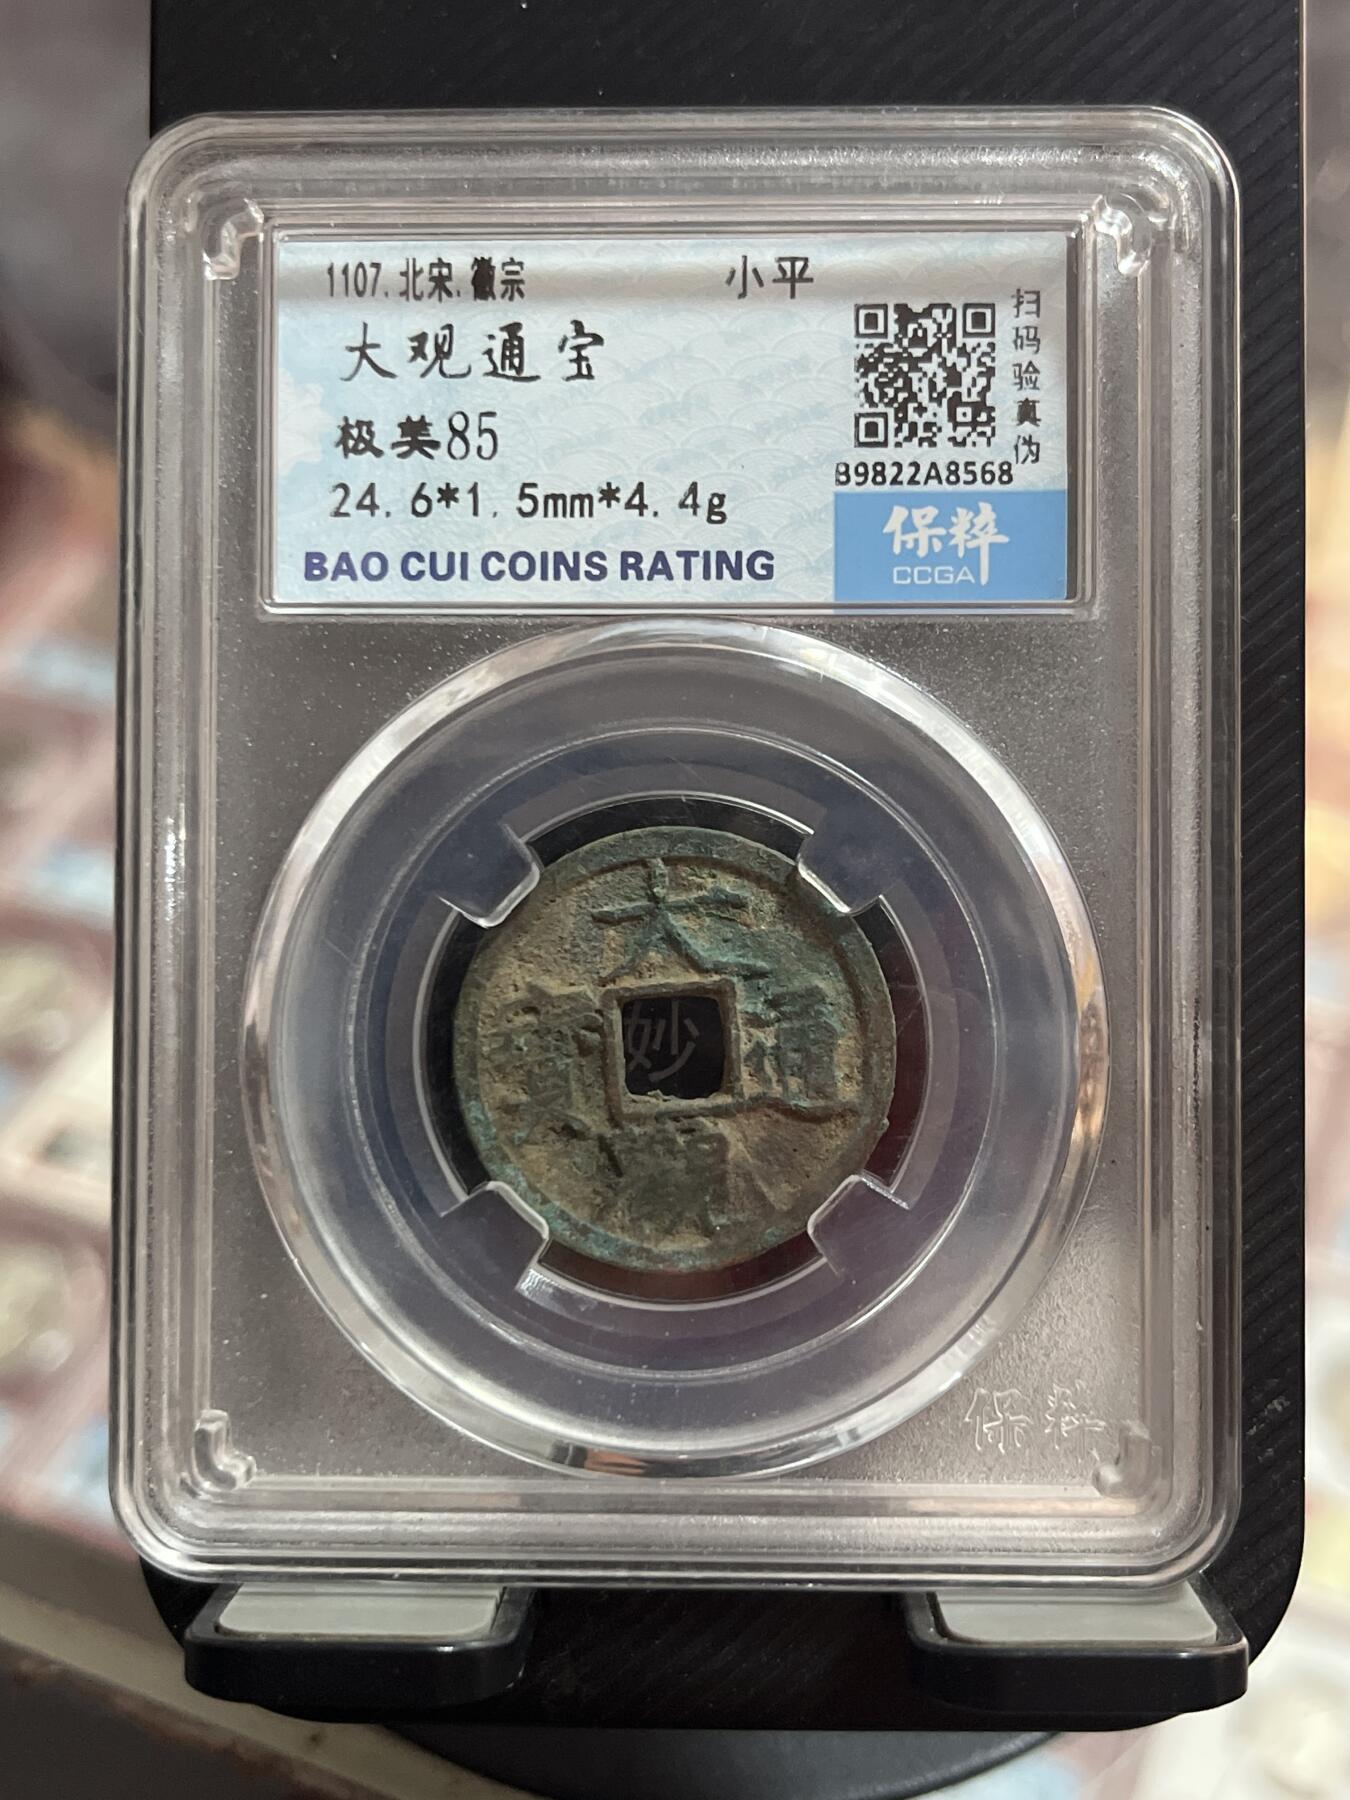 1107.北宋.徽宗 小平
大观通宝
极美85
24.6*1.5mm*4.4g
BAO CUI COINS RATING
扫码验真伪
B9822A8568
保粹
CCGA
大
寳 通
觀
妙
保粹